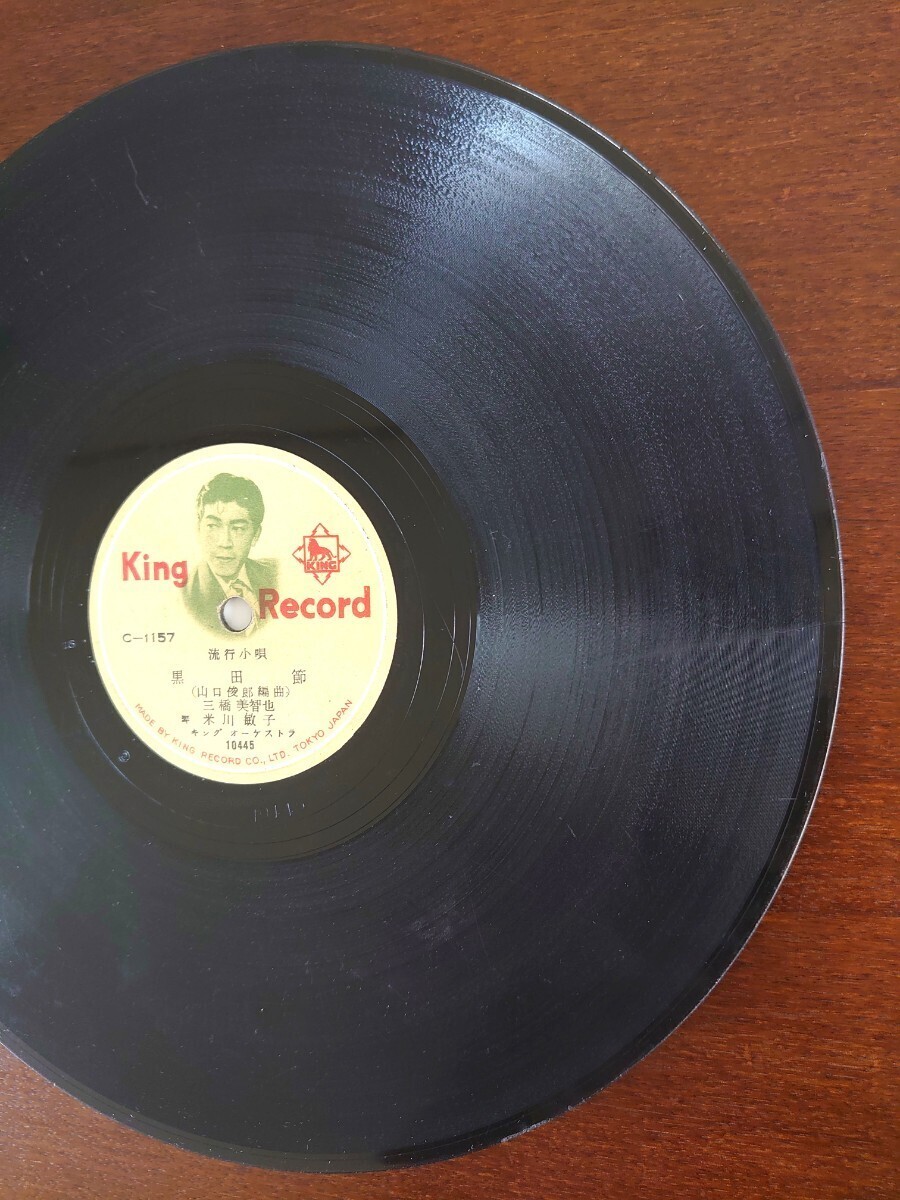 King
KING
Record
C-1157
流行小唄
黒田節
(山口俊郎編曲)
三橋美智也
箏 米川敏子
キング オーケストラ
10445
MADE BY KING RECORD CO., LTD. TOKYO JAPAN